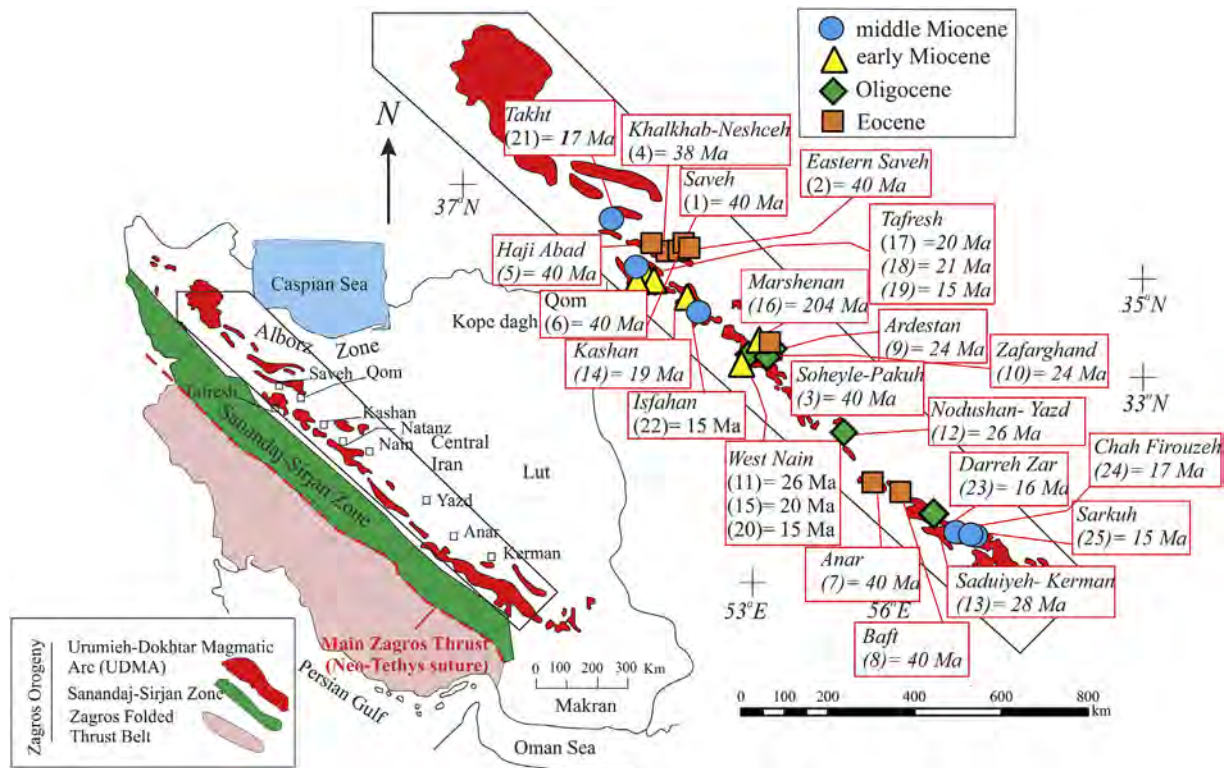 middle Miocene
early Miocene
Oligocene
Eocene
Takht
(21)= 17 Ma
Khalkhab-Neshceh
(4)= 38 Ma
Saveh
(1)= 40 Ma
Eastern Saveh
(2)= 40 Ma
Tafresh
(17) =20 Ma
(18)= 21 Ma
(19)= 15 Ma
N
37°N
Haji Abad
(5)= 40 Ma
Qom
(6)= 40 Ma
Kashan
(14)= 19 Ma
Isfahan
(22)= 15 Ma
Marshenan
(16)= 204 Ma
Ardestan
(9)= 24 Ma
Zafarghand
(10)= 24 Ma
Soheyle-Pakuh
(3)= 40 Ma
Nodushan- Yazd
(12)= 26 Ma
West Nain
(11)= 26 Ma
(15)= 20 Ma
(20)= 15 Ma
Darreh Zar
(23)= 16 Ma
Chah Firouzeh
(24)= 17 Ma
Sarkuh
(25)= 15 Ma
Anar
(7)= 40 Ma
Saduiyeh- Kerman
(13)= 28 Ma
Baft
(8)= 40 Ma
35°N
33°N
53°E
56°E
0 100 200 400 600 800
km
Caspian Sea
Kope dagh
Alborz
Zone
Saveh
Qom
Tafresh
Kashan
Natanz
Nain
Central
Iran
Lut
Yazd
Anar
Kerman
Sanandaj-Sirjan Zone
Main Zagros Thrust
(Neo-Tethys suture)
0 100 200 300 Km
Persian Gulf
Makran
Oman Sea
Zagros Orogeny
Urumieh-Dokhtar Magmatic
Arc (UDMA)
Sanandaj-Sirjan Zone
Zagros Folded
Thrust Belt